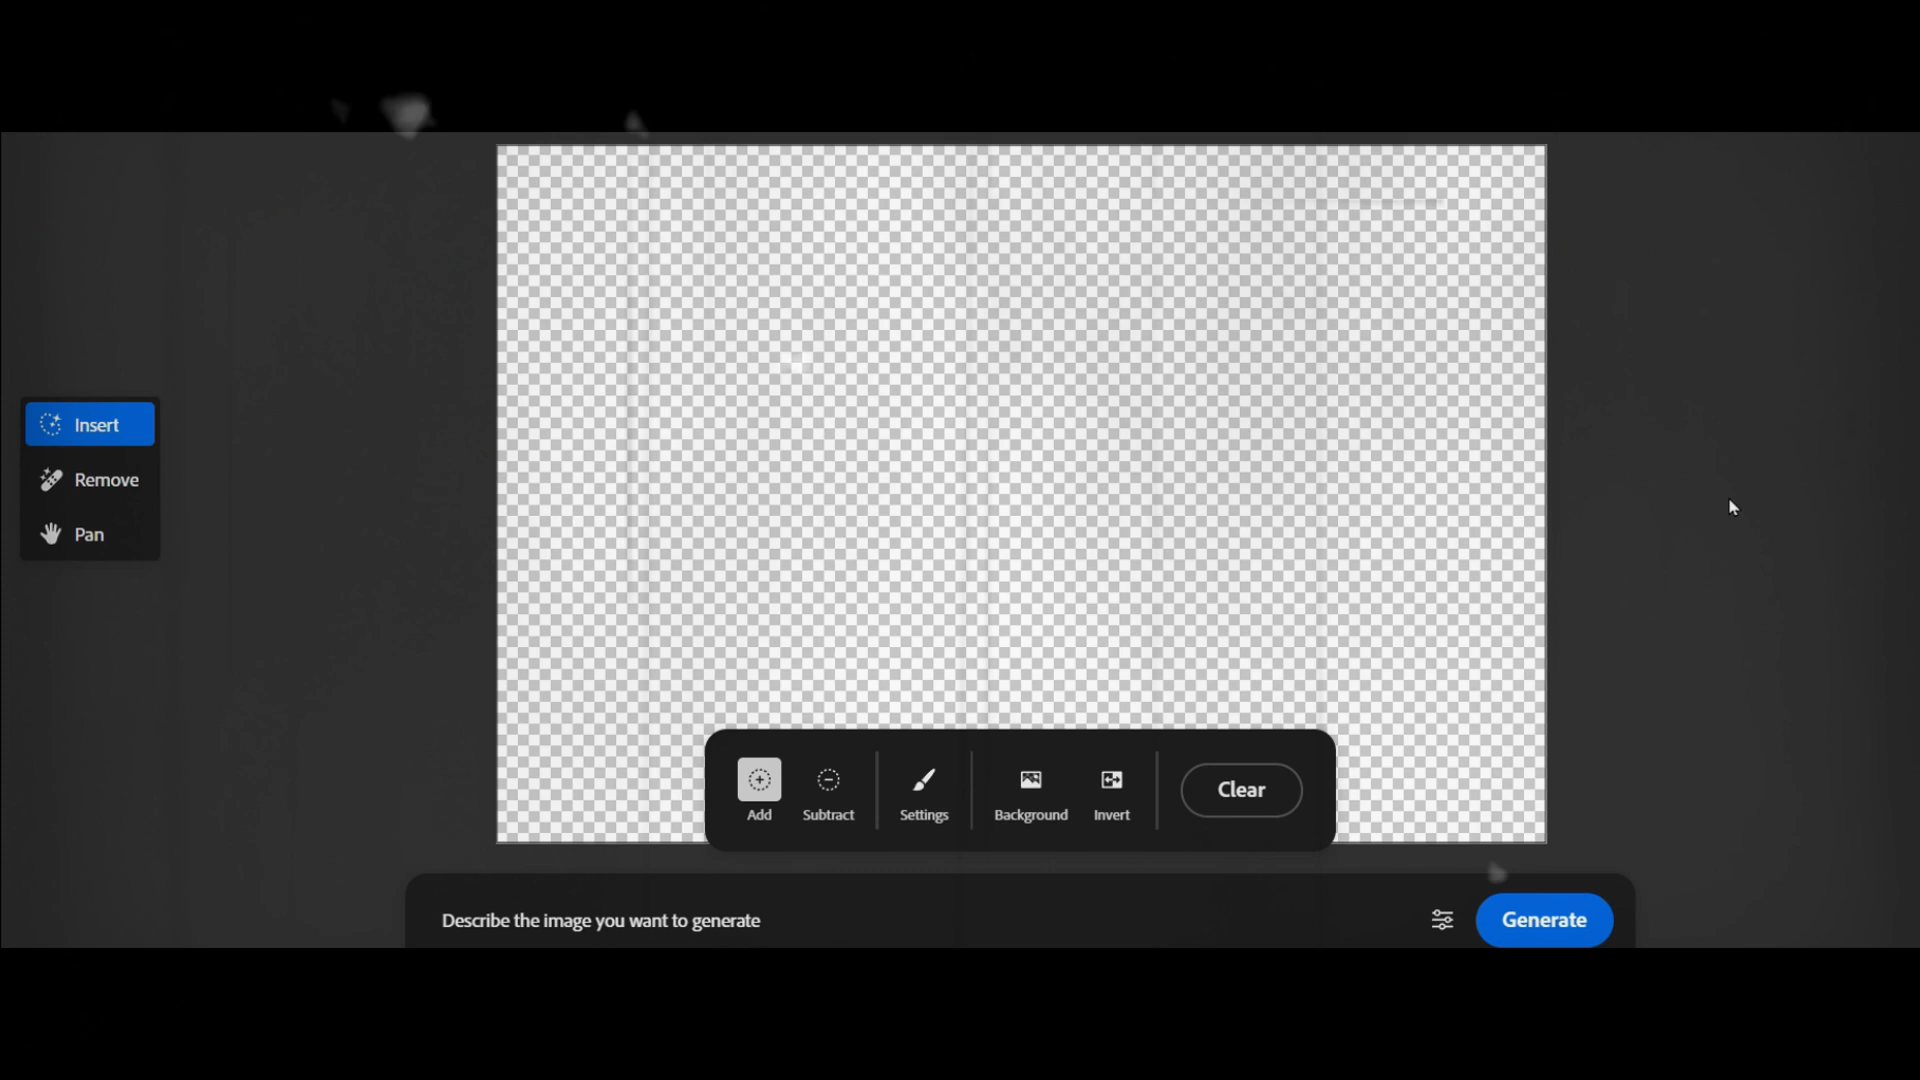 Insert
Remove
Pan
Add
Subtract
Settings
Background
Invert
Clear
Describe the image you want to generate
Generate